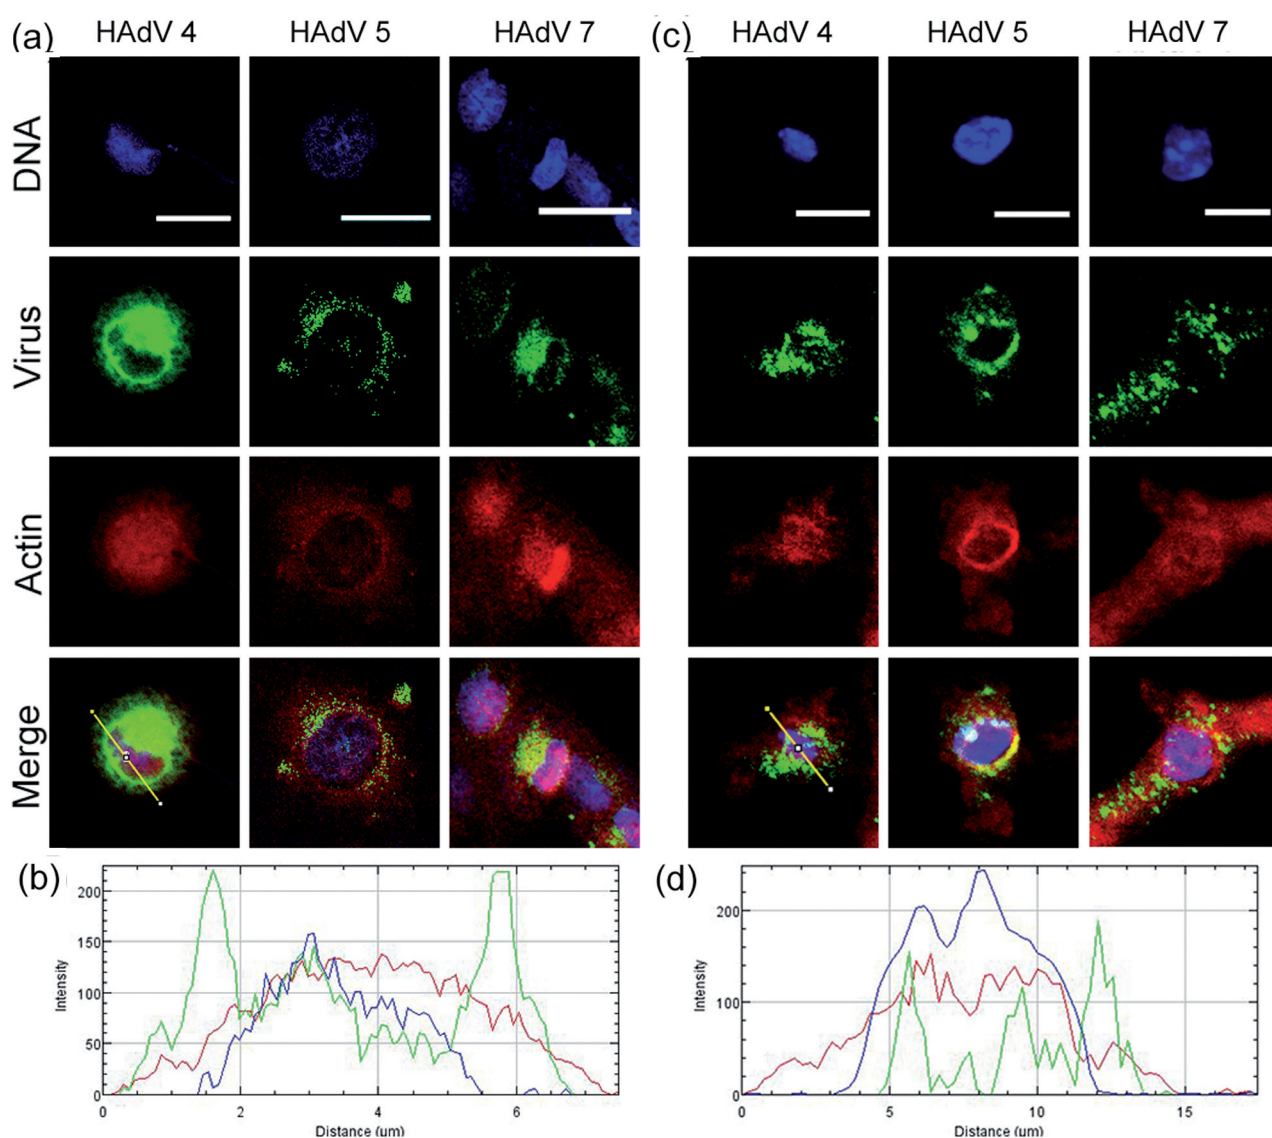 (a) HAdV 4 HAdV 5 HAdV 7 (c) HAdV 4 HAdV 5 HAdV 7
DNA
Virus
Actin
Merge
(b)
200
150
100
50
0
Intensity
0 2 4 6
Distance (um)
(d)
200
100
0
Intensity
0 5 10 15
Distance (um)